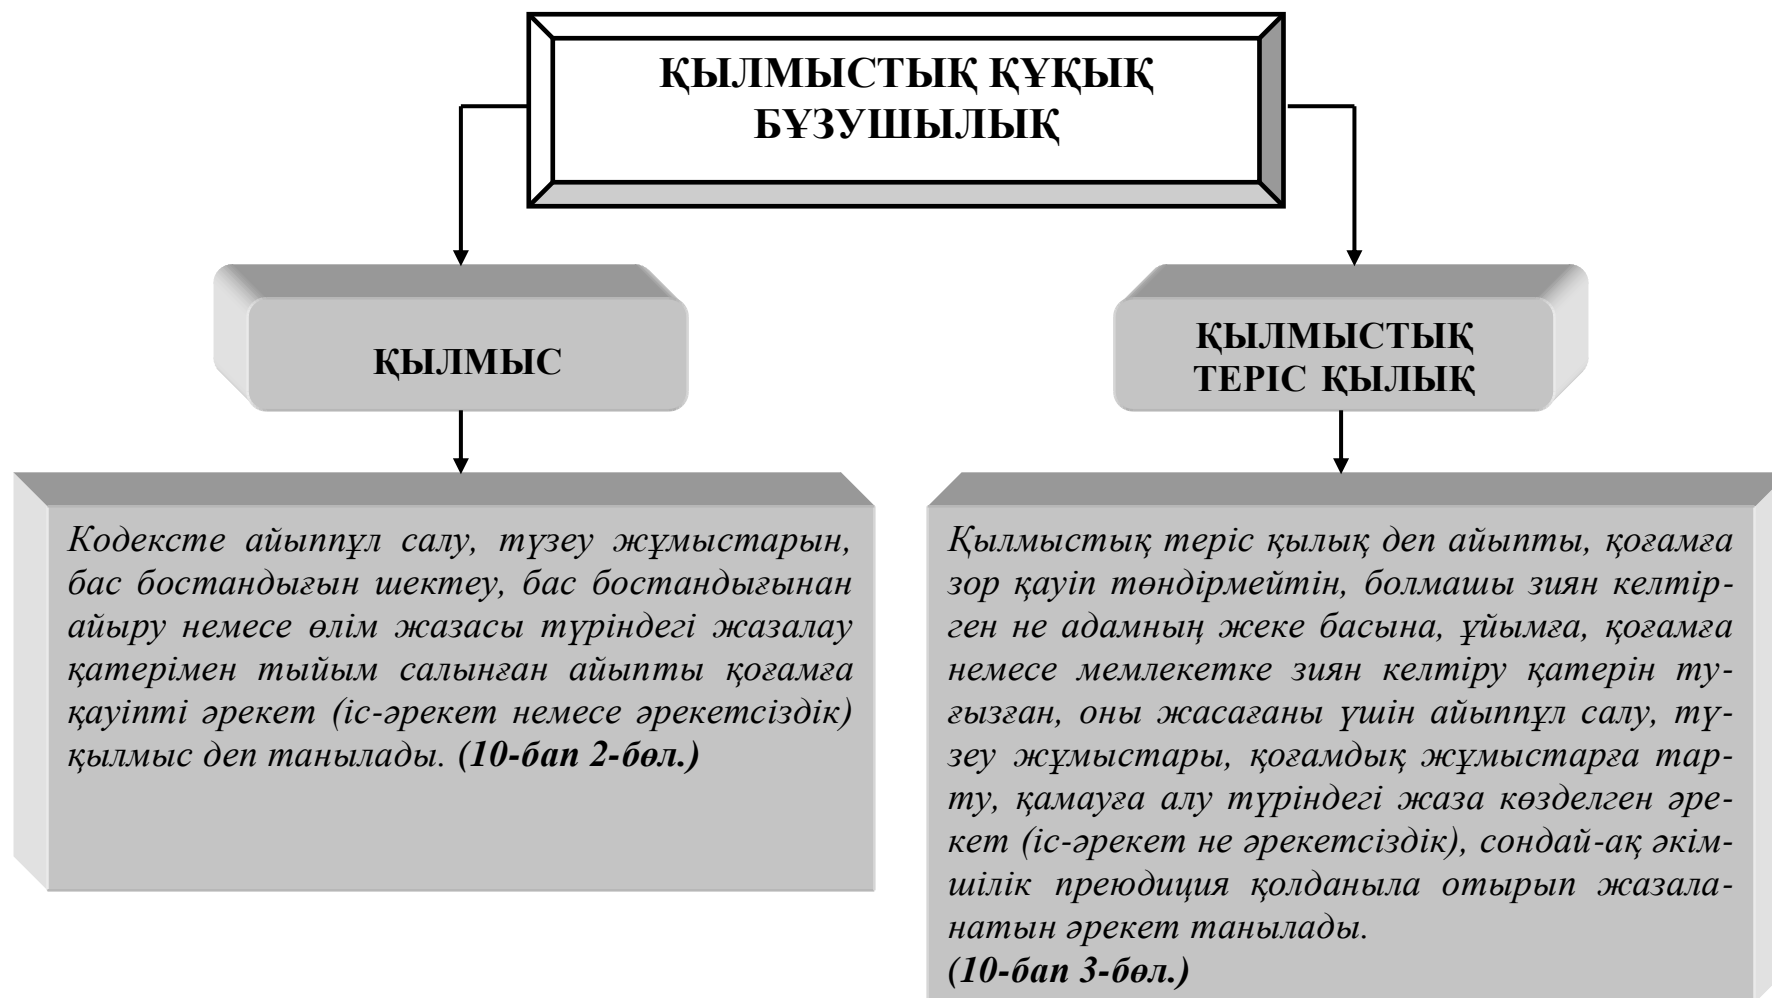 ҚЫЛМЫСТЫҚ ҚҰҚЫҚ
БҰЗУШЫЛЫҚ
ҚЫЛМЫС
ҚЫЛМЫСТЫҚ
ТЕРІС ҚЫЛЫҚ
Кодексте айыппұл салу, түзеу жұмыстарын,
бас бостандығын шектеу, бас бостандығынан
айыру немесе өлім жазасы түріндегі жазалау
қатерімен тыйым салынған айыпты қоғамға
қауіпті әрекет (іс-әрекет немесе әрекетсіздік)
қылмыс деп танылады. (10-бап 2-бөл.)
Қылмыстық теріс қылық деп айыпты, қоғамға
зор қауіп төндірмейтін, болмашы зиян келтір-
ген не адамның жеке басына, ұйымға, қоғамға
немесе мемлекетке зиян келтіру қатерін ту-
ғызған, оны жасағаны үшін айыппұл салу, тү-
зеу жұмыстары, қоғамдық жұмыстарға тар-
ту, қамауға алу түріндегі жаза көзделген әре-
кет (іс-әрекет не әрекетсіздік), сондай-ақ әкім-
шілік преюдиция қолданыла отырып жазала-
натын әрекет танылады.
(10-бап 3-бөл.)